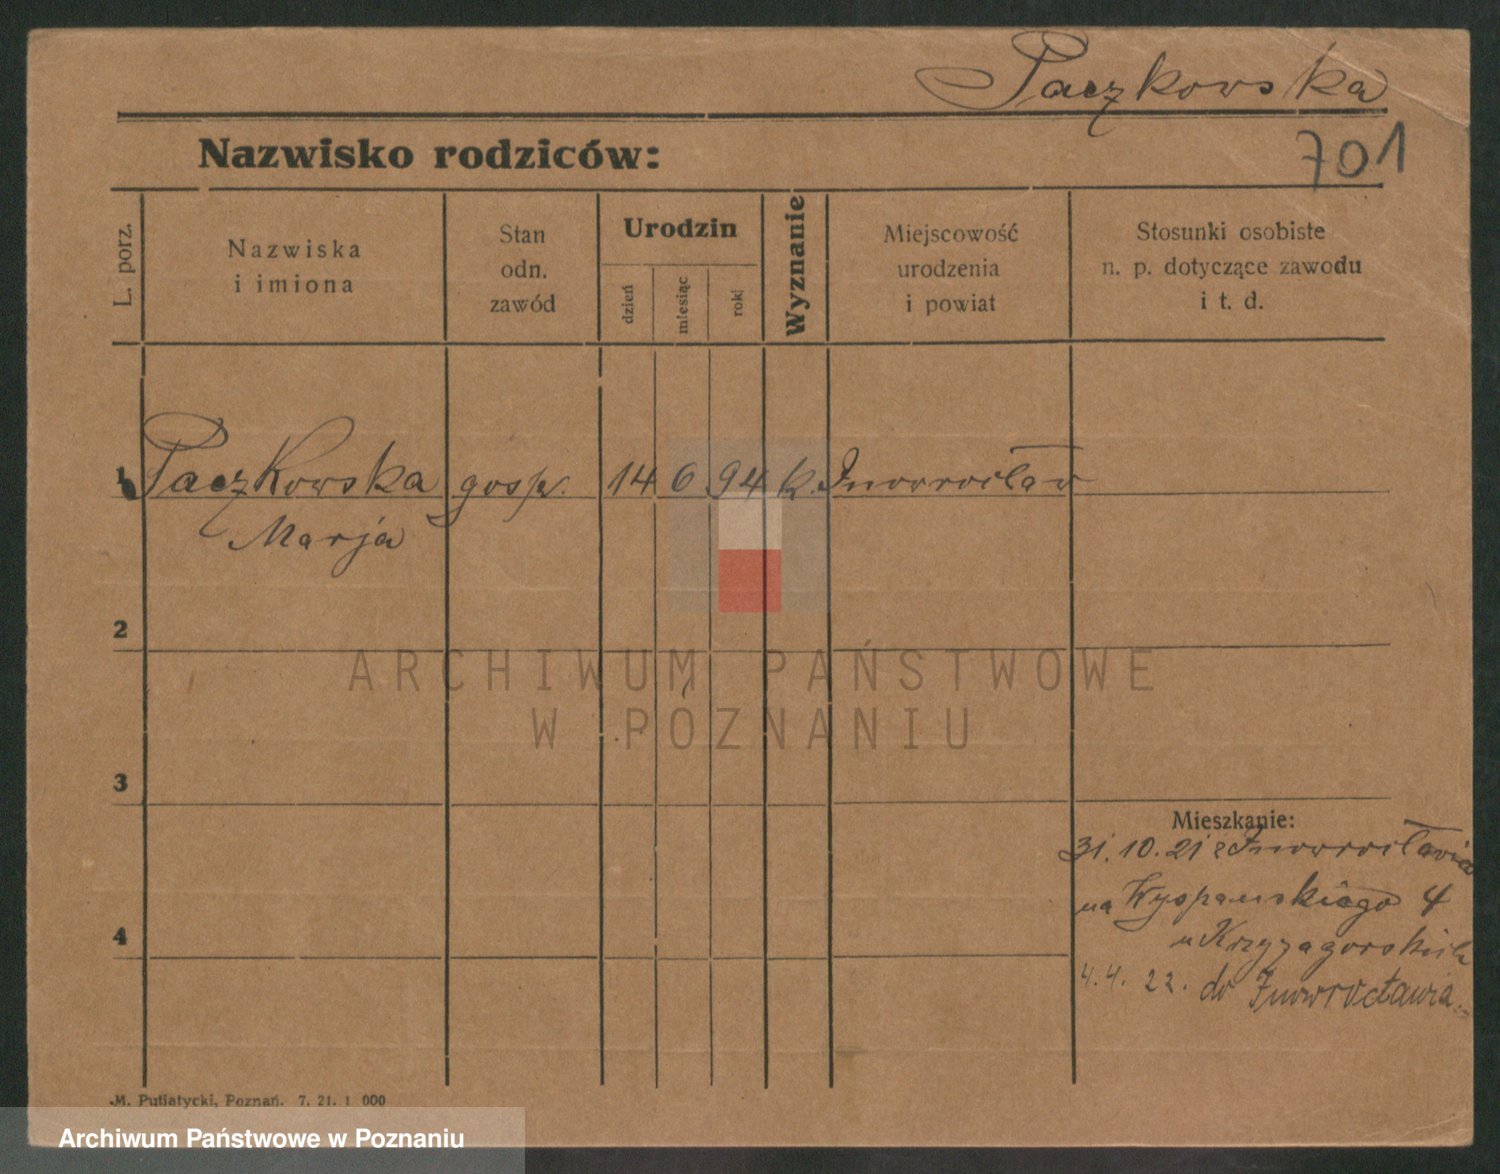 Paczkowska
701
Nazwisko rodziców:
L. porz.
Nazwiska
i imiona
Stan
odn.
zawód
Urodzin
dzień
miesiąc
rok
Wyznanie
Miejscowość
urodzenia
i powiat
Stosunki osobiste
n. p. dotyczące zawodu
i t. d.
1 Paczkowska gosp. 14 6 94 k. Inowrocław
Marja
2
ARCHIWUM PAŃSTWOWE
W POZNANIU
3
Mieszkanie:
31.10.21 z Inowrocławia
na Wyspianskiego 4
u Krzyżagorskich
4
4.4.22. do Inowrocławia
M. Putiatycki, Poznań. 7. 21. 1 000
Archiwum Państwowe w Poznaniu